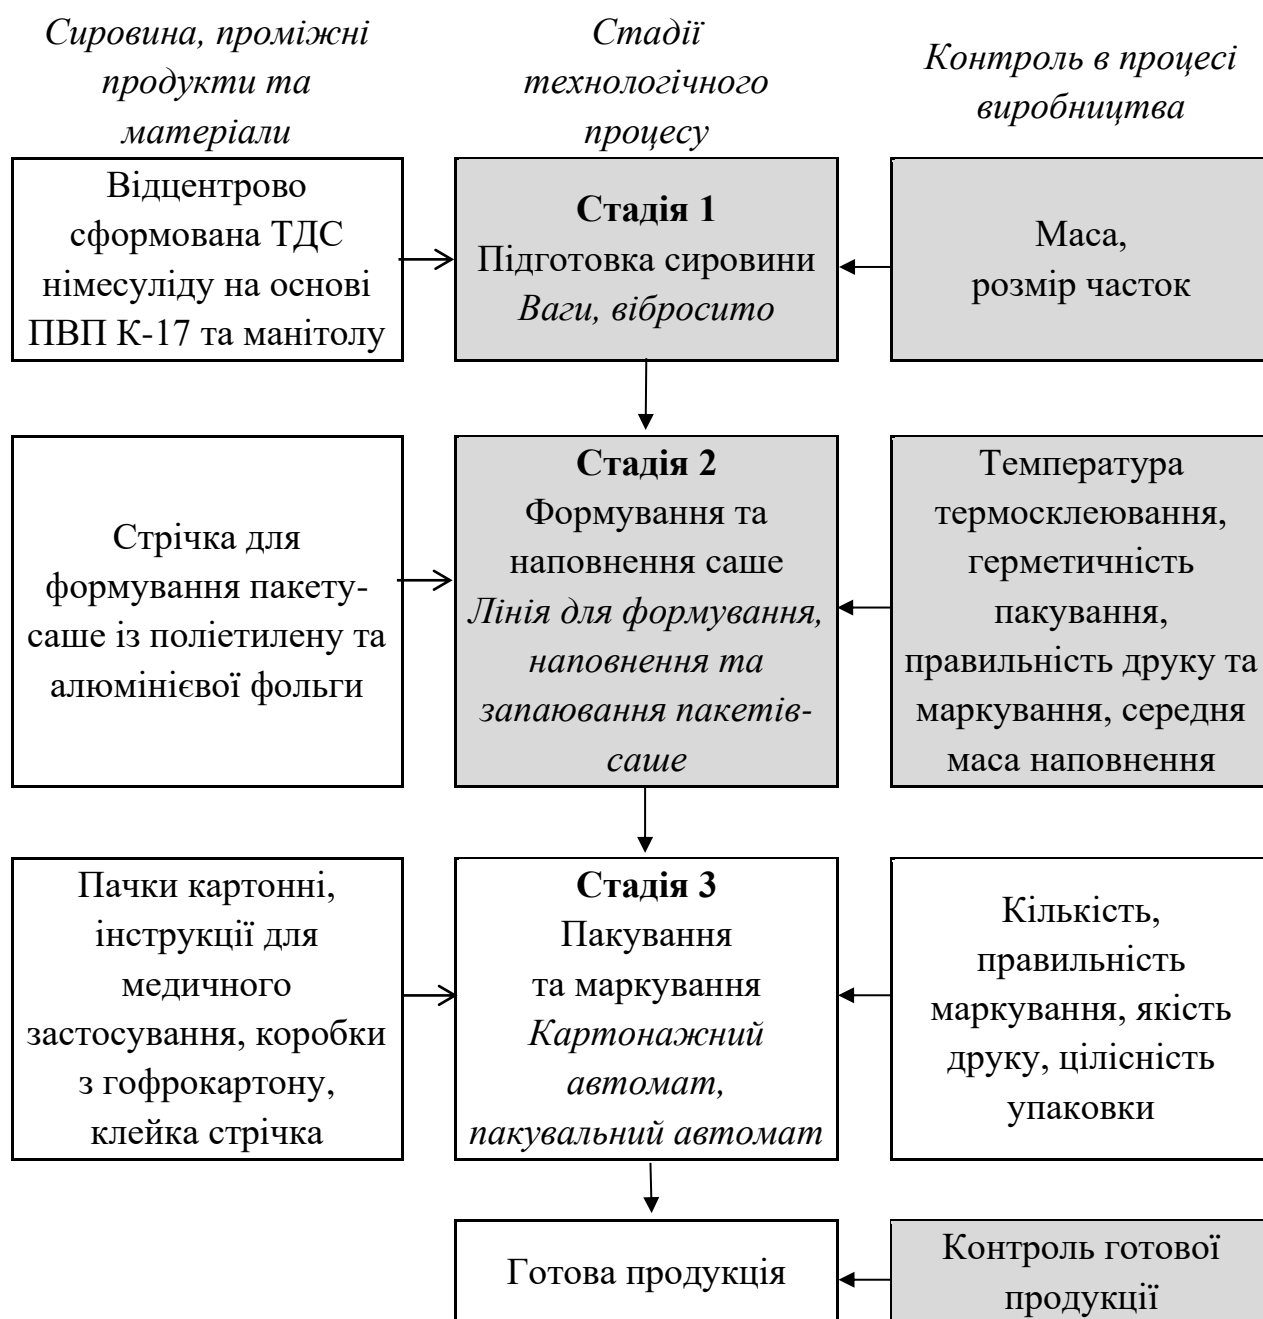 Сировина, проміжні
продукти та
матеріали
Стадії
технологічного
процесу
Контроль в процесі
виробництва
Відцентрово
сформована ТДС
німесуліду на основі
ПВП К-17 та манітолу
Стадія 1
Підготовка сировини
Ваги, вібросито
Маса,
розмір часток
Стрічка для
формування пакету-
саше із поліетилену та
алюмінієвої фольги
Стадія 2
Формування та
наповнення саше
Лінія для формування,
наповнення та
запаювання пакетів-
саше
Температура
термосклеювання,
герметичність
пакування,
правильність друку та
маркування, середня
маса наповнення
Пачки картонні,
інструкції для
медичного
застосування, коробки
з гофрокартону,
клейка стрічка
Стадія 3
Пакування
та маркування
Картонажний
автомат,
пакувальний автомат
Кількість,
правильність
маркування, якість
друку, цілісність
упаковки
Готова продукція
Контроль готової
продукції